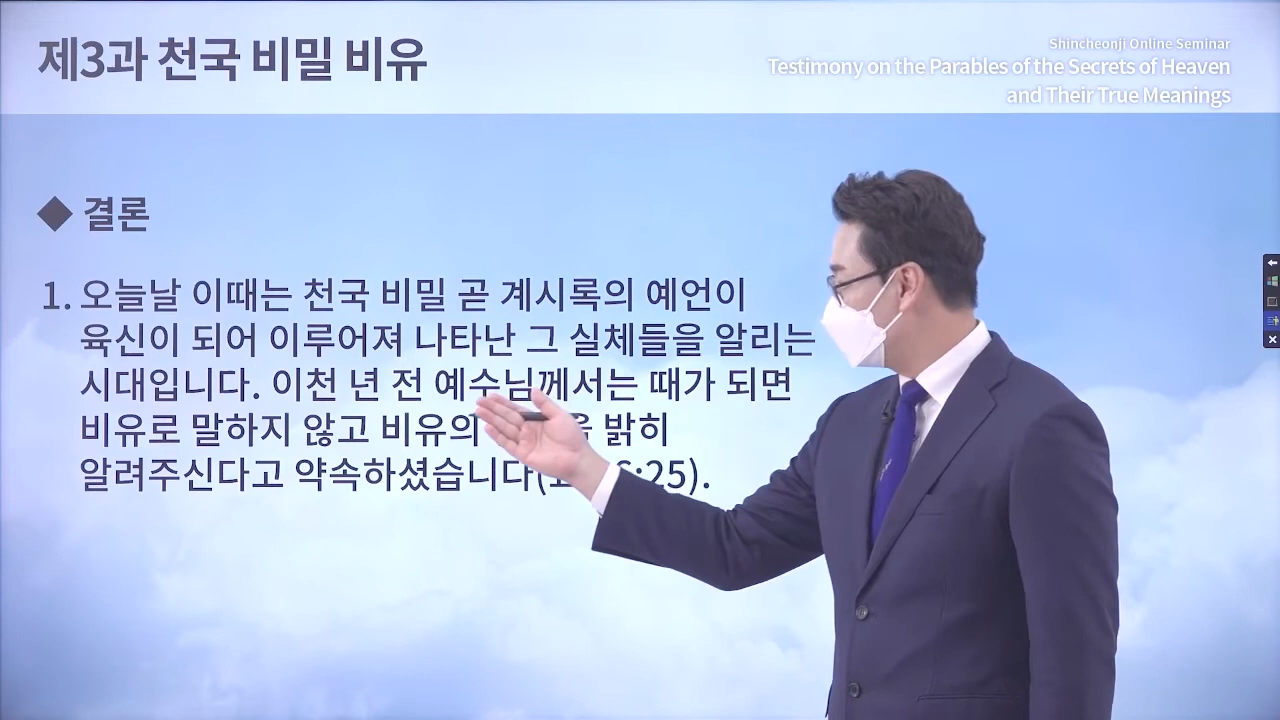 제3과 천국 비밀 비유
Shincheonji Online Seminar
Testimony on the Parables of the Secrets of Heaven
and Their True Meanings
◆ 결론
1. 오늘날 이때는 천국 비밀 곧 계시록의 예언이
육신이 되어 이루어져 나타난 그 실체들을 알리는
시대입니다. 이천 년 전 예수님께서는 때가 되면
비유로 말하지 않고 비유의 밝히
알려주신다고 약속하셨습니다( :25).